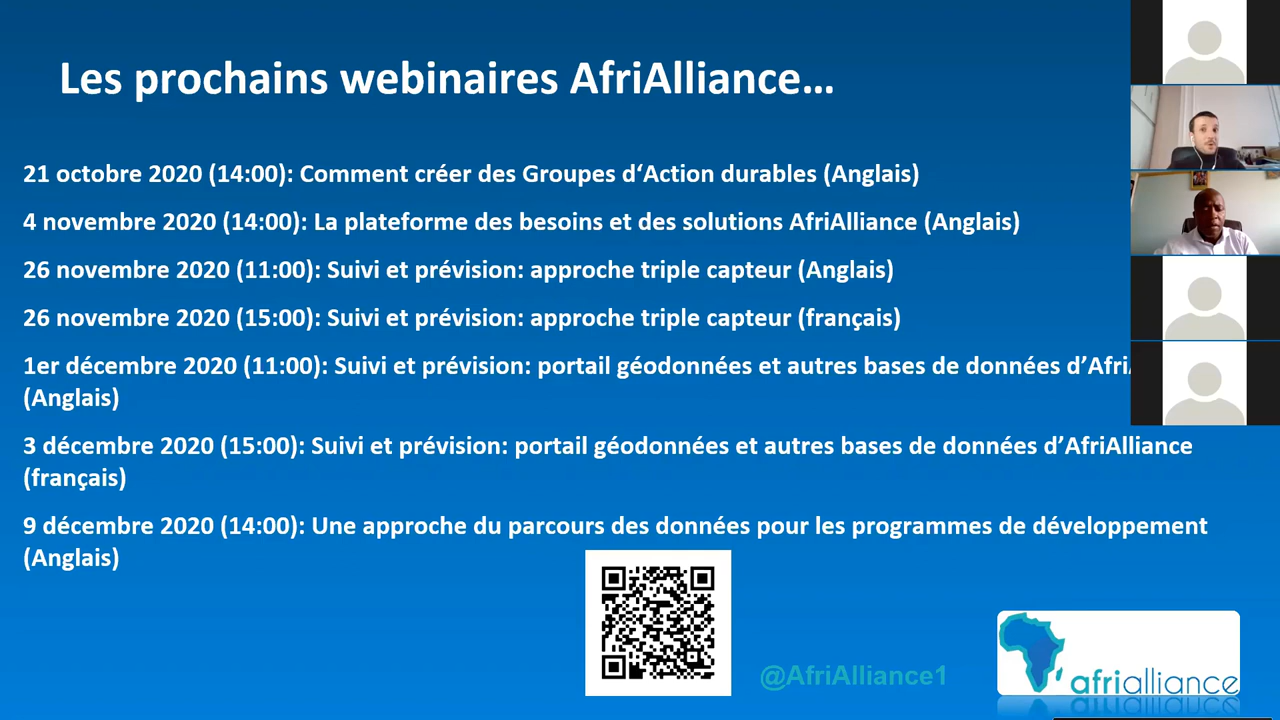 Les prochains webinaires AfriAlliance...
21 octobre 2020 (14:00): Comment créer des Groupes d‘Action durables (Anglais)
4 novembre 2020 (14:00): La plateforme des besoins et des solutions AfriAlliance (Anglais)
26 novembre 2020 (11:00): Suivi et prévision: approche triple capteur (Anglais)
26 novembre 2020 (15:00): Suivi et prévision: approche triple capteur (français)
1er décembre 2020 (11:00): Suivi et prévision: portail géodonnées et autres bases de données
(Anglais)
3 décembre 2020 (15:00): Suivi et prévision: portail géodonnées et autres bases de données d’AfriAlliance
(français)
9 décembre 2020 (14:00): Une approche du parcours des données pour les programmes de développement
(Anglais)
@AfriAlliance1
afrialliance